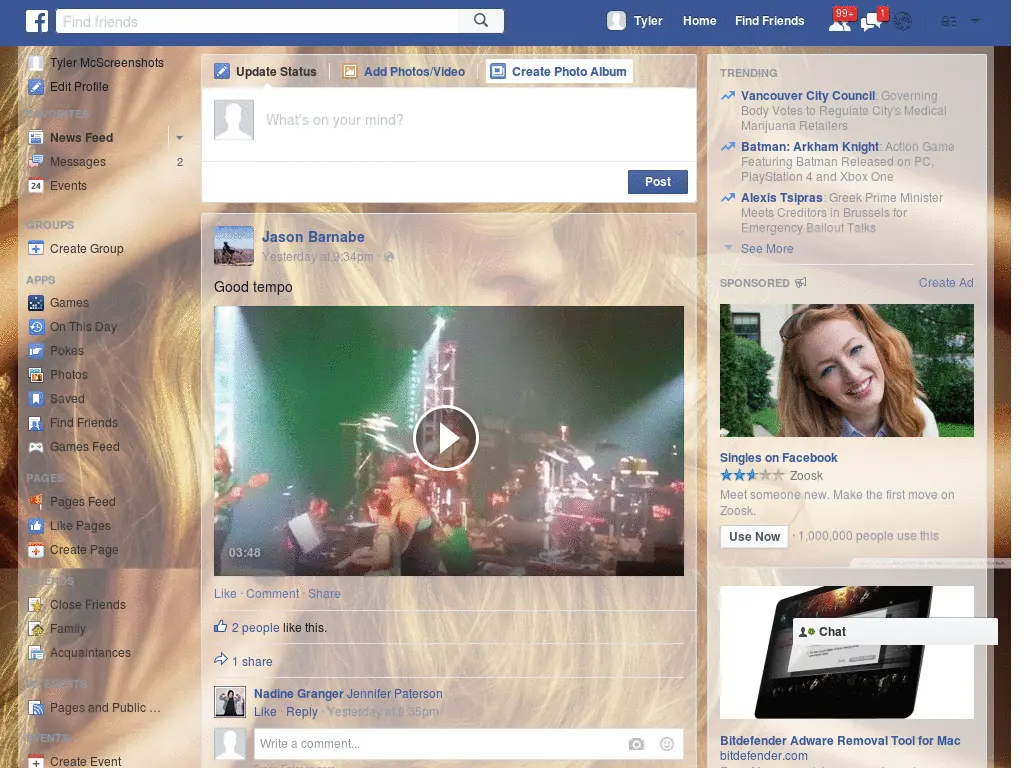 Find friends
Tyler
Home
Find Friends
99+
1
Tyler McScreenshots
Edit Profile
FAVORITES
News Feed
Messages
2
24
Events
GROUPS
Create Group
APPS
Games
On This Day
Pokes
Photos
Saved
Find Friends
Games Feed
PAGES
Pages Feed
Like Pages
Create Page
FRIENDS
Close Friends
Family
Acquaintances
INTERESTS
Pages and Public ...
EVENTS
Create Event
Update Status
Add Photos/Video
Create Photo Album
What's on your mind?
Post
Jason Barnabe
Yesterday at 9:34pm ·
Good tempo
03:48
Like · Comment · Share
2 people like this.
1 share
Nadine Granger Jennifer Paterson
Like · Reply · Yesterday at 9:35pm
Write a comment...
TRENDING
Vancouver City Council: Governing
Body Votes to Regulate City's Medical
Marijuana Retailers
Batman: Arkham Knight: Action Game
Featuring Batman Released on PC,
PlayStation 4 and Xbox One
Alexis Tsipras: Greek Prime Minister
Meets Creditors in Brussels for
Emergency Bailout Talks
See More
SPONSORED
Create Ad
Singles on Facebook
Zoosk
Meet someone new. Make the first move on
Zoosk.
Use Now · 1,000,000 people use this
Chat
Bitdefender Adware Removal Tool for Mac
bitdefender.com